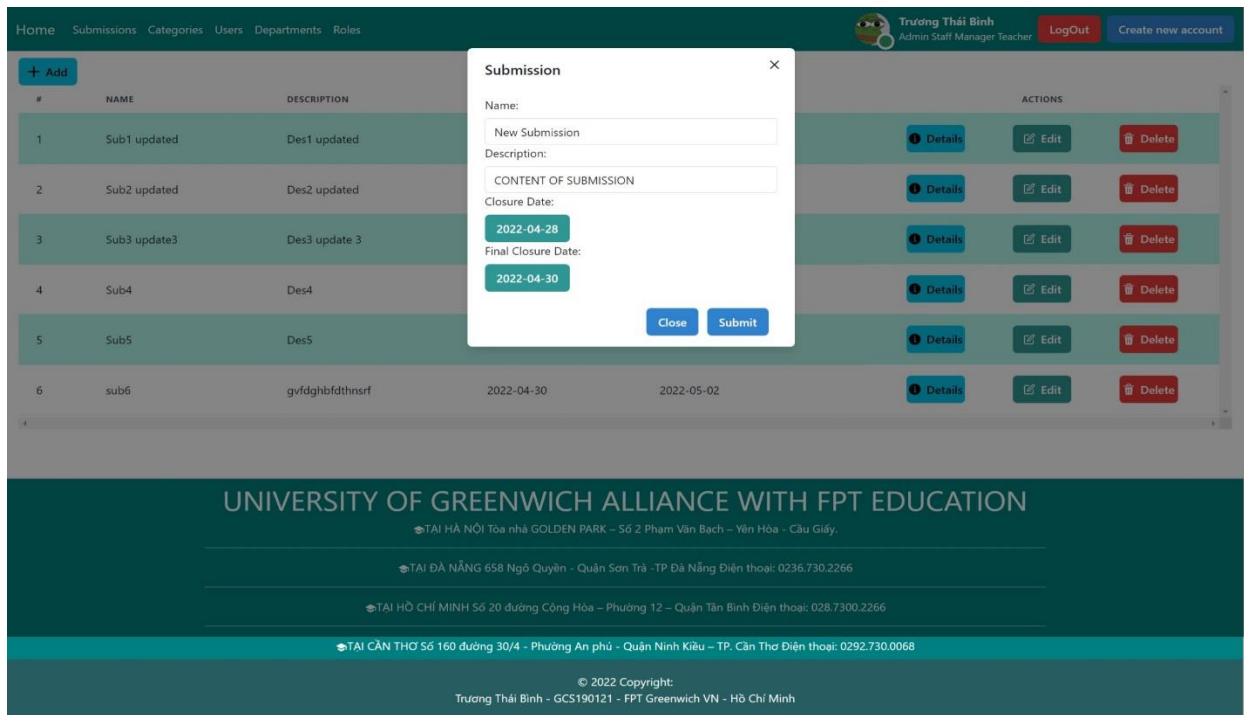 Home Submissions Categories Users Departments Roles
Trương Thái Bình
Admin Staff Manager Teacher
LogOut
Create new account
+ Add
# NAME DESCRIPTION ACTIONS
Submission ×
Name:
New Submission
Description:
CONTENT OF SUBMISSION
Closure Date:
2022-04-28
Final Closure Date:
2022-04-30
Close Submit
1 Sub1 updated Des1 updated Details Edit Delete
2 Sub2 updated Des2 updated Details Edit Delete
3 Sub3 update3 Des3 update 3 Details Edit Delete
4 Sub4 Des4 Details Edit Delete
5 Sub5 Des5 Details Edit Delete
6 sub6 gvfdghbfdthnsrf 2022-04-30 2022-05-02 Details Edit Delete
UNIVERSITY OF GREENWICH ALLIANCE WITH FPT EDUCATION
TẠI HÀ NỘI Tòa nhà GOLDEN PARK – Số 2 Phạm Văn Bạch – Yên Hòa - Cầu Giấy.
TẠI ĐÀ NẴNG 658 Ngô Quyền - Quận Sơn Trà -TP Đà Nẵng Điện thoại: 0236.730.2266
TẠI HỒ CHÍ MINH Số 20 đường Cộng Hòa – Phường 12 – Quận Tân Bình Điện thoại: 028.7300.2266
TẠI CẦN THƠ Số 160 đường 30/4 - Phường An phú - Quận Ninh Kiều – TP. Cần Thơ Điện thoại: 0292.730.0068
© 2022 Copyright:
Trương Thái Bình - GCS190121 - FPT Greenwich VN - Hồ Chí Minh